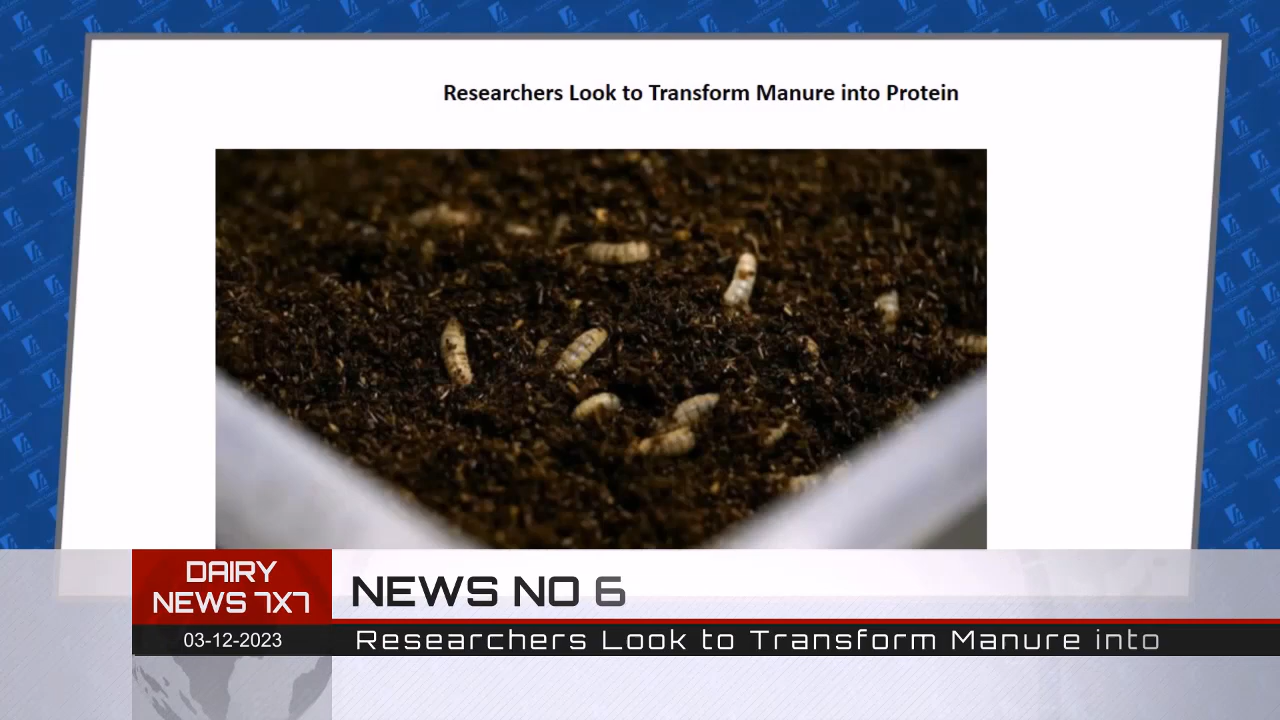 Researchers Look to Transform Manure into Protein
DAIRY
NEWS 7X7
NEWS NO 6
03-12-2023
Researchers Look to Transform Manure into